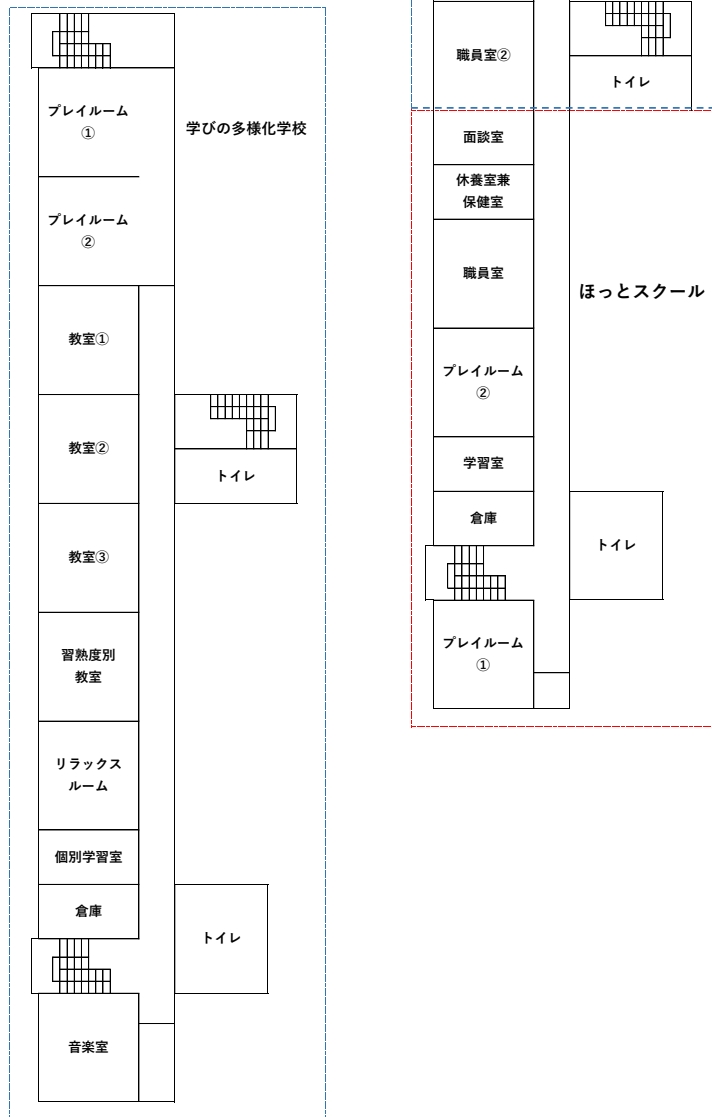 プレイルーム
①
学びの多様化学校
プレイルーム
②
教室①
教室②
トイレ
教室③
習熟度別
教室
リラックス
ルーム
個別学習室
倉庫
トイレ
音楽室
職員室②
トイレ
面談室
休養室兼
保健室
職員室
ほっとスクール
プレイルーム
②
学習室
倉庫
トイレ
プレイルーム
①